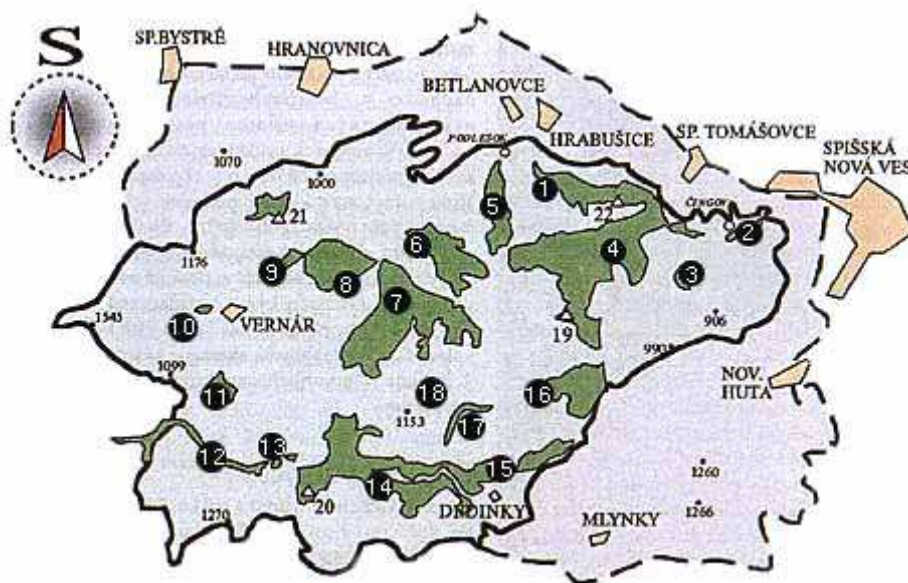 S
SP.BYSTRÉ
HRANOVNICA
BETLANOVCE
PODLESOK
HRABUŠICE
SP. TOMÁŠOVCE
SPIŠSKÁ
NOVÁ VES
1070
1000
1
5
21
22
ČINGOV
2
6
4
1176
9
8
3
7
10
VERNÁR
1545
19
906
990
1099
NOV.
HUTA
11
18
16
1153
17
12
13
15
14
1260
20
DEDINKY
1266
1270
MLYNKY